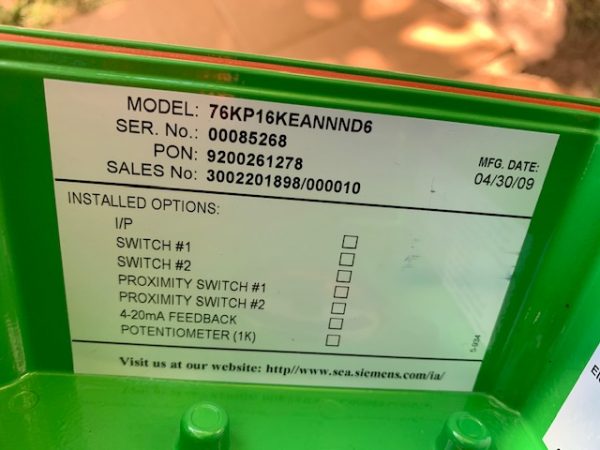 MODEL: 76KP16KEANNND6
SER. No.: 00085268
PON: 9200261278
SALES No: 3002201898/000010
MFG. DATE:
04/30/09
INSTALLED OPTIONS:
I/P
SWITCH #1
SWITCH #2
PROXIMITY SWITCH #1
PROXIMITY SWITCH #2
4-20mA FEEDBACK
POTENTIOMETER (1K)
5-994
Visit us at our website: http//www.sea.siemens.com/ia/